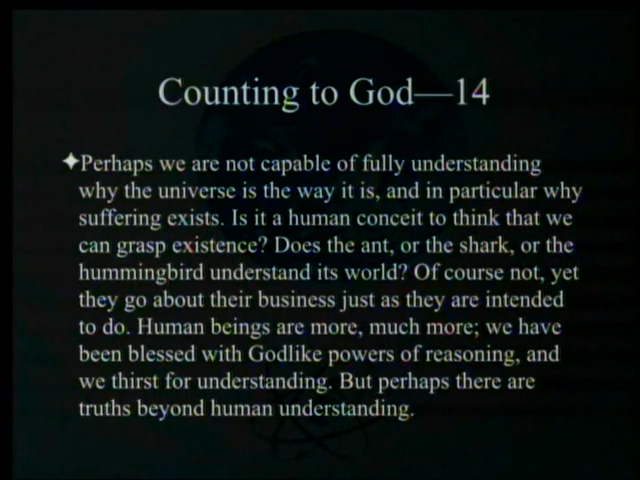 Counting to God—14
✦Perhaps we are not capable of fully understanding
why the universe is the way it is, and in particular why
suffering exists. Is it a human conceit to think that we
can grasp existence? Does the ant, or the shark, or the
hummingbird understand its world? Of course not, yet
they go about their business just as they are intended
to do. Human beings are more, much more; we have
been blessed with Godlike powers of reasoning, and
we thirst for understanding. But perhaps there are
truths beyond human understanding.